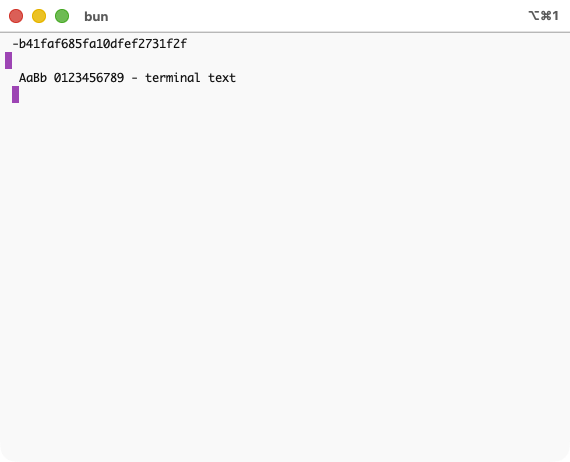 bun
⌥⌘1
-b41faf685fa10dfef2731f2f
AaBb 0123456789 - terminal text